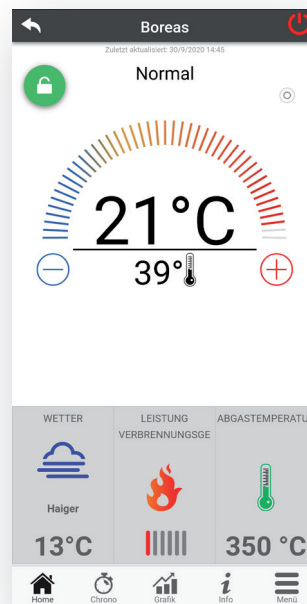 Boreas
Zuletzt aktualisiert: 30/9/2020 14:45
Normal
21°C
39°
WETTER
LEISTUNG
VERBRENNUNGSGE
ABGASTEMPERATU
Haiger
13°C
350 °C
Home
Chrono
Grafik
Info
Menü